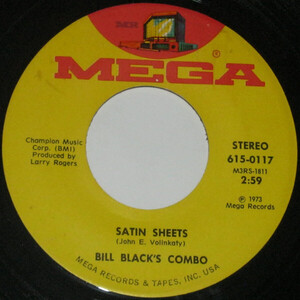 MEGA
®
Champion Music
Corp. (BMI)
Produced by
Larry Rogers
STEREO
615-0117
M3RS-1811
2:59
℗ 1973
Mega Records
SATIN SHEETS
(John E. Volinkaty)
BILL BLACK'S COMBO
MEGA RECORDS & TAPES, INC. USA